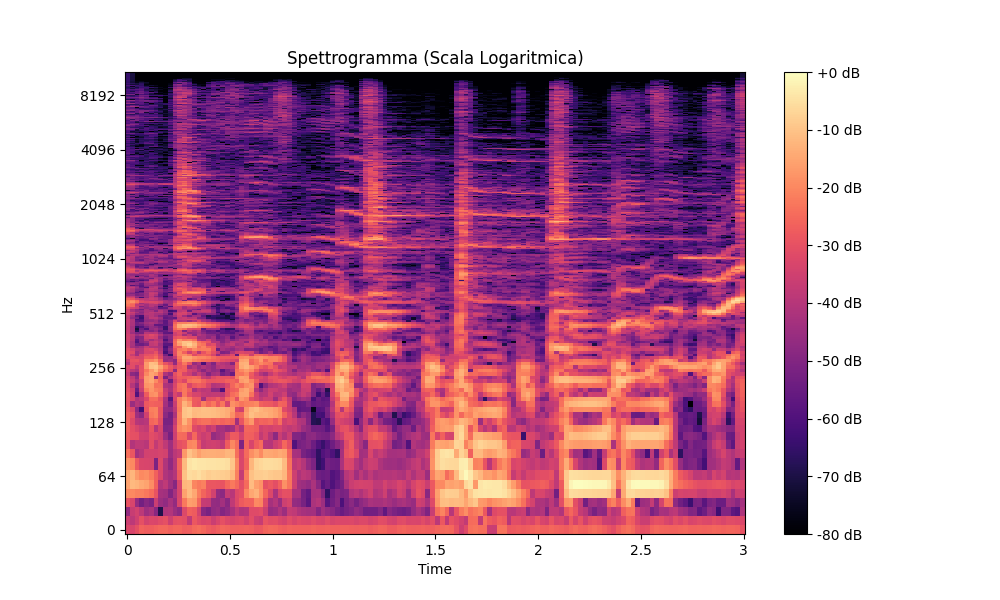 Spettrogramma (Scala Logaritmica)
Hz
8192
4096
2048
1024
512
256
128
64
0
0 0.5 1 1.5 2 2.5 3
Time
+0 dB
-10 dB
-20 dB
-30 dB
-40 dB
-50 dB
-60 dB
-70 dB
-80 dB